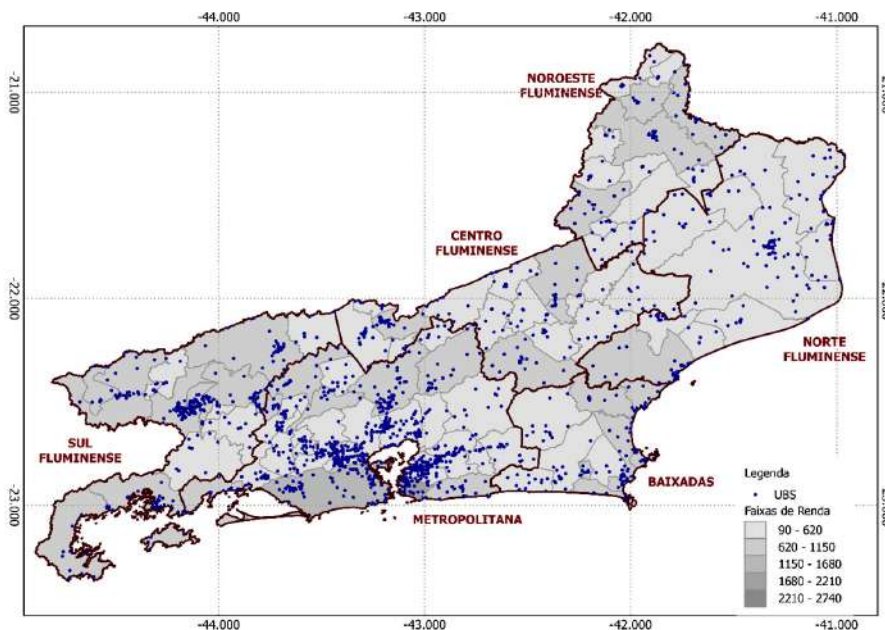 -44.000 -43.000 -42.000 -41.000
-21.000
NOROESTE
FLUMINENSE
CENTRO
FLUMINENSE
-22.000
NORTE
FLUMINENSE
SUL
FLUMINENSE
BAIXADAS
METROPOLITANA
-23.000
Legenda
UBS
Faixas de Renda
90 - 620
620 - 1150
1150 - 1680
1680 - 2210
2210 - 2740
-44.000 -43.000 -42.000 -41.000